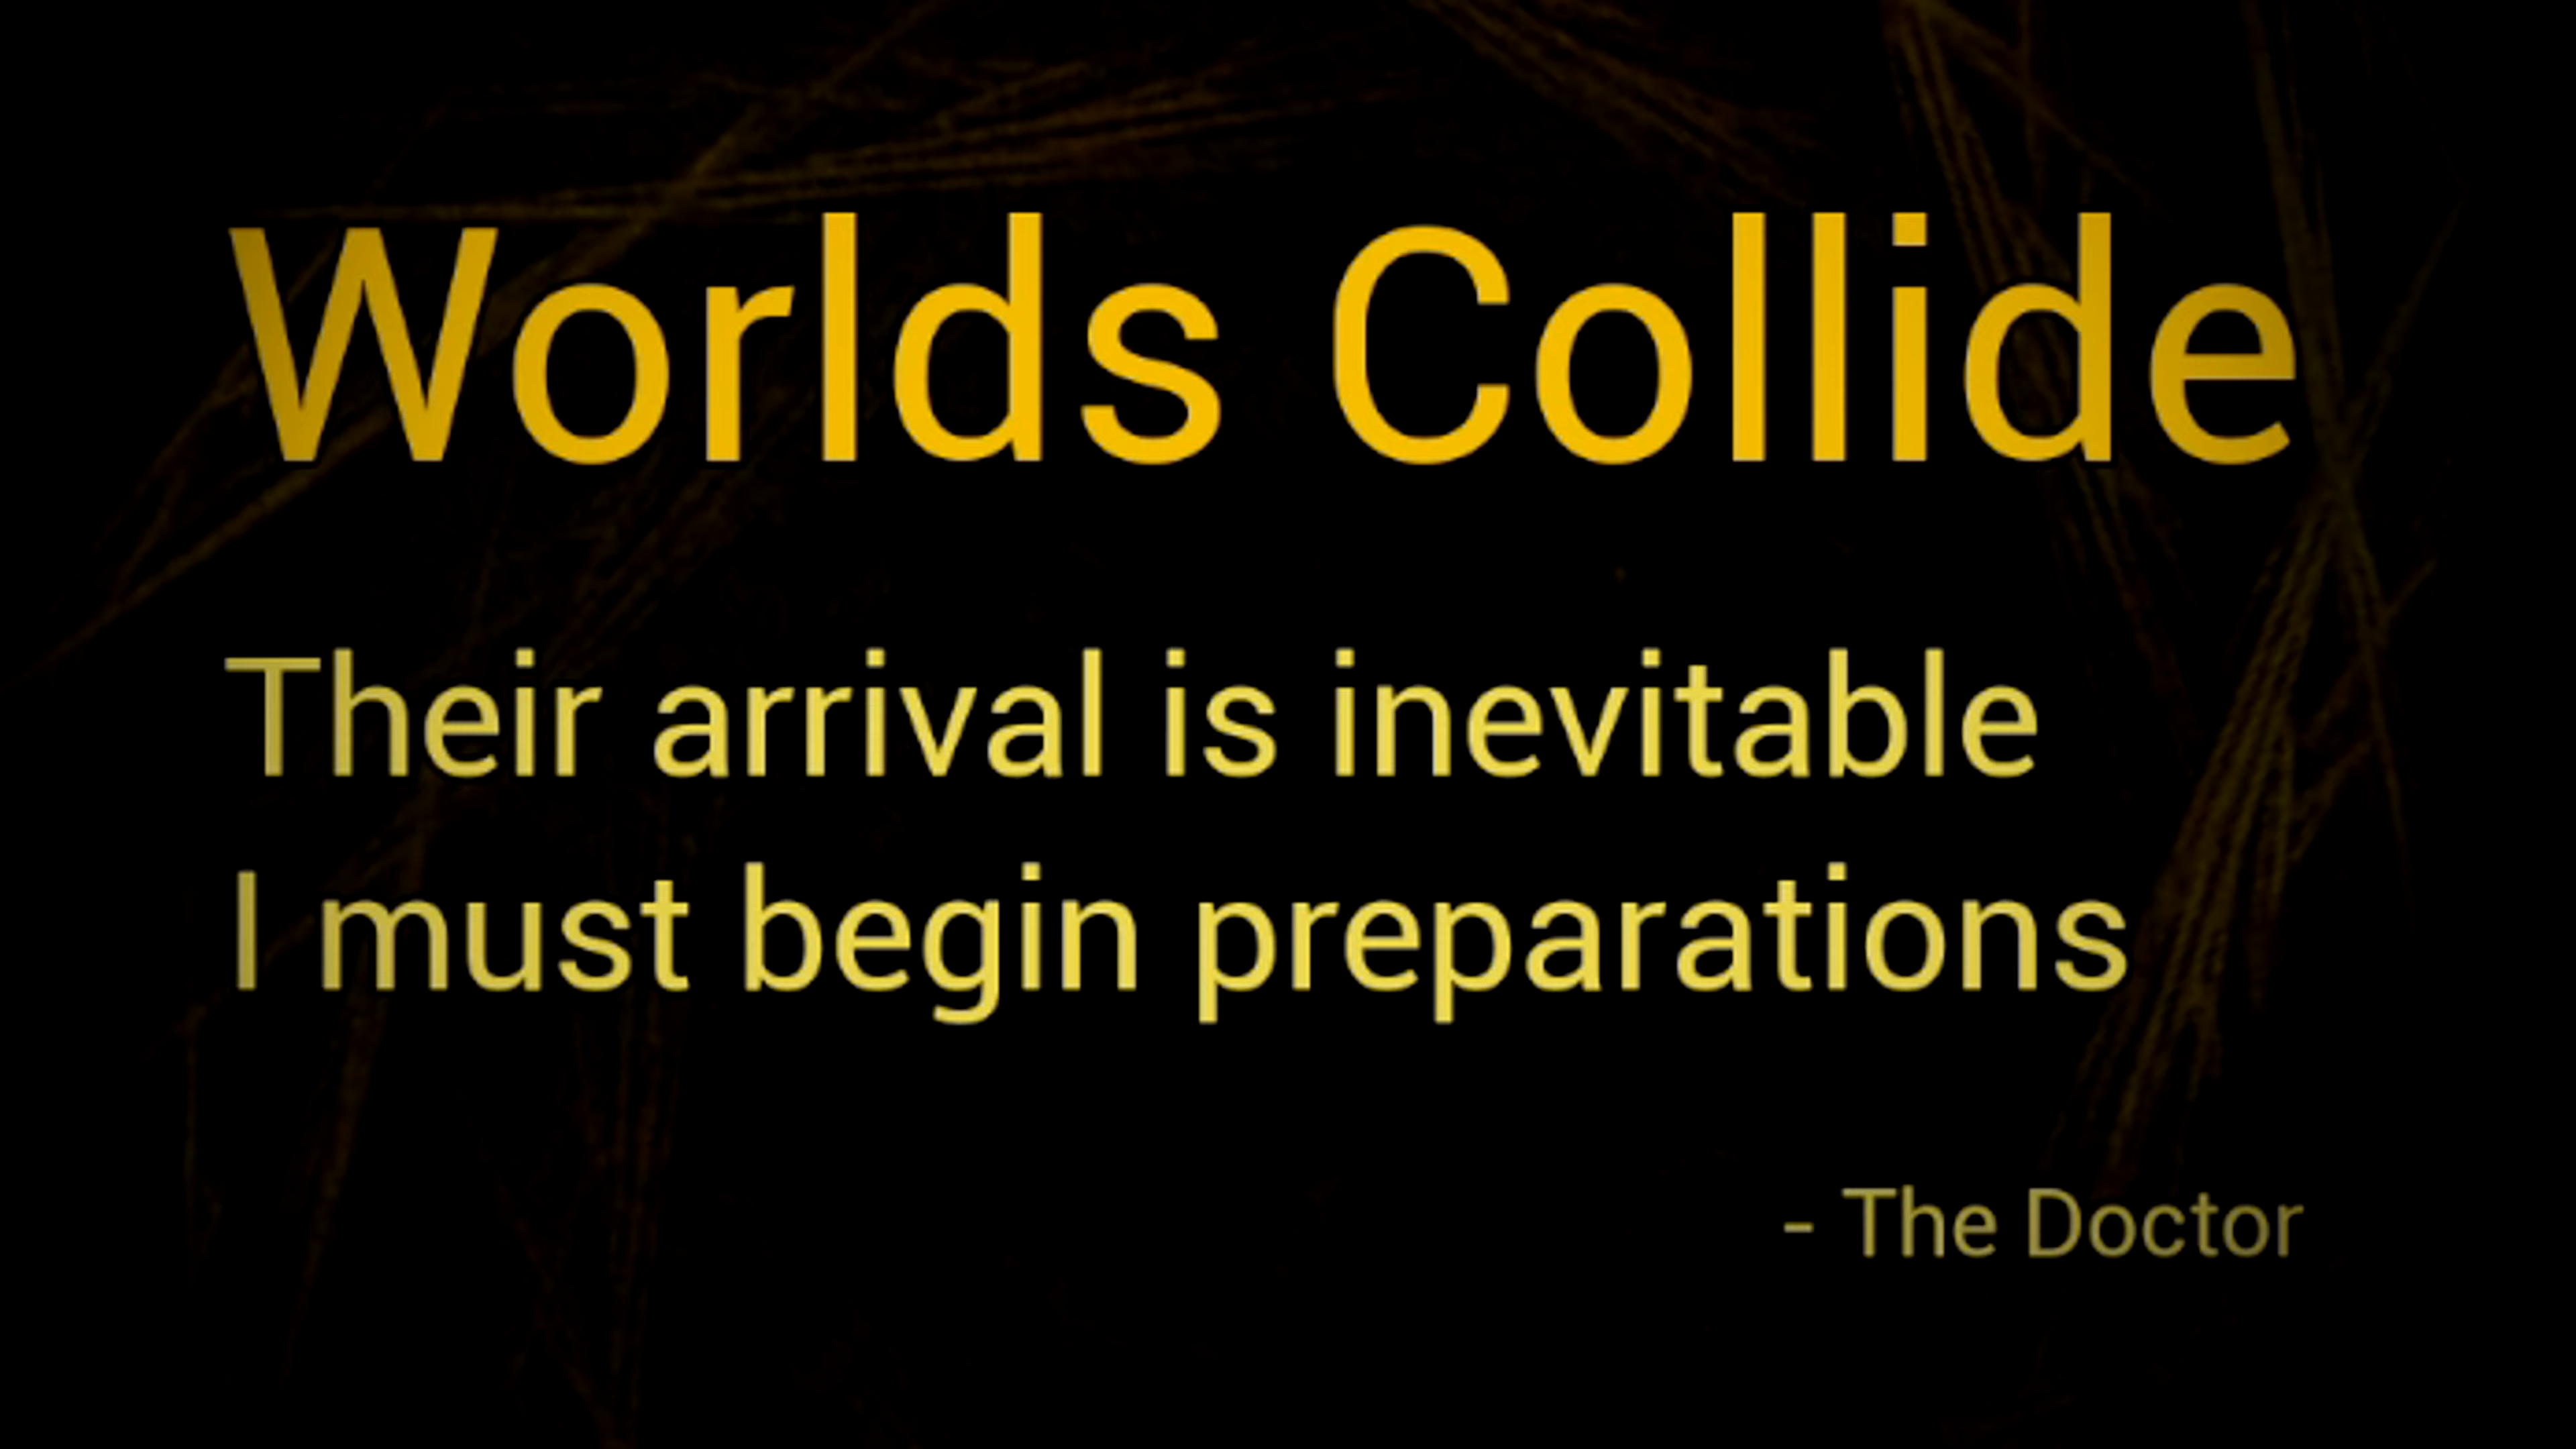 Worlds Collide
Their arrival is inevitable
I must begin preparations
- The Doctor